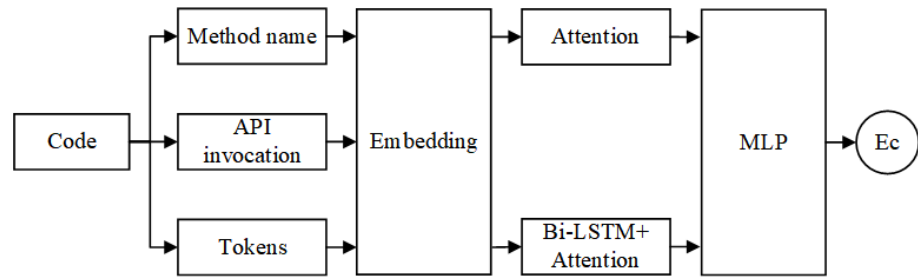 Code
Method name
API
invocation
Tokens
Embedding
Attention
Bi-LSTM+
Attention
MLP
Ec